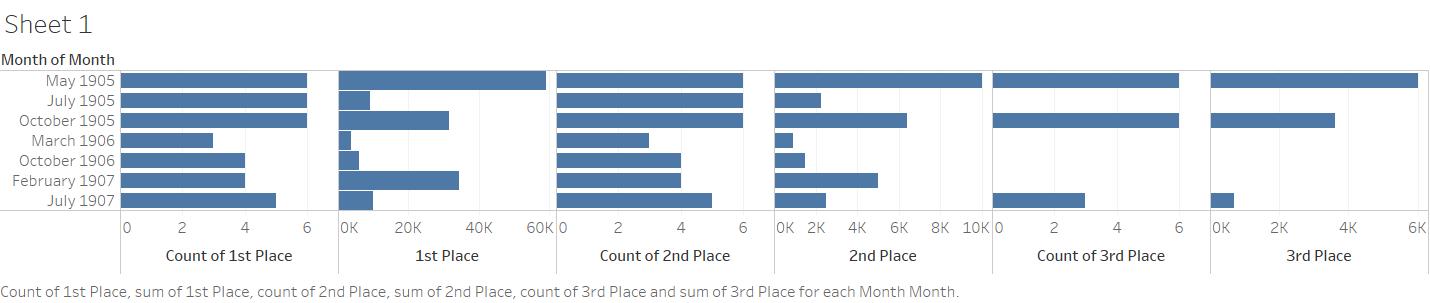 Sheet 1
Month of Month
May 1905
July 1905
October 1905
March 1906
October 1906
February 1907
July 1907
0 2 4 6 0K 20K 40K 60K 0 2 4 6 0K 2K 4K 6K 8K 10K 0 2 4 6 0K 2K 4K 6K
Count of 1st Place 1st Place Count of 2nd Place 2nd Place Count of 3rd Place 3rd Place
Count of 1st Place, sum of 1st Place, count of 2nd Place, sum of 2nd Place, count of 3rd Place and sum of 3rd Place for each Month Month.